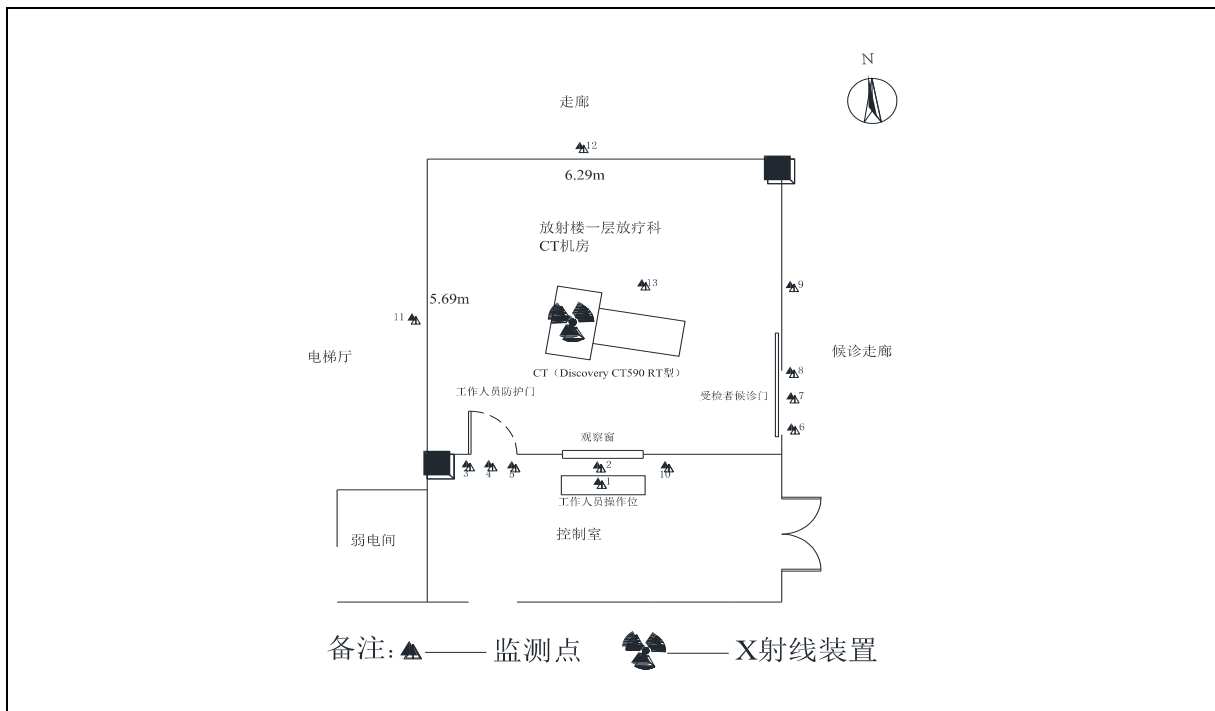 N
走廊
12
6.29m
放射楼一层放疗科
CT机房
13
9
5.69m
11
电梯厅
候诊走廊
8
CT（Discovery CT590 RT型）
工作人员防护门
受检者候诊门
7
6
观察窗
3
4
5
2
10
1
工作人员操作位
弱电间
控制室
备注:
监测点
X射线装置